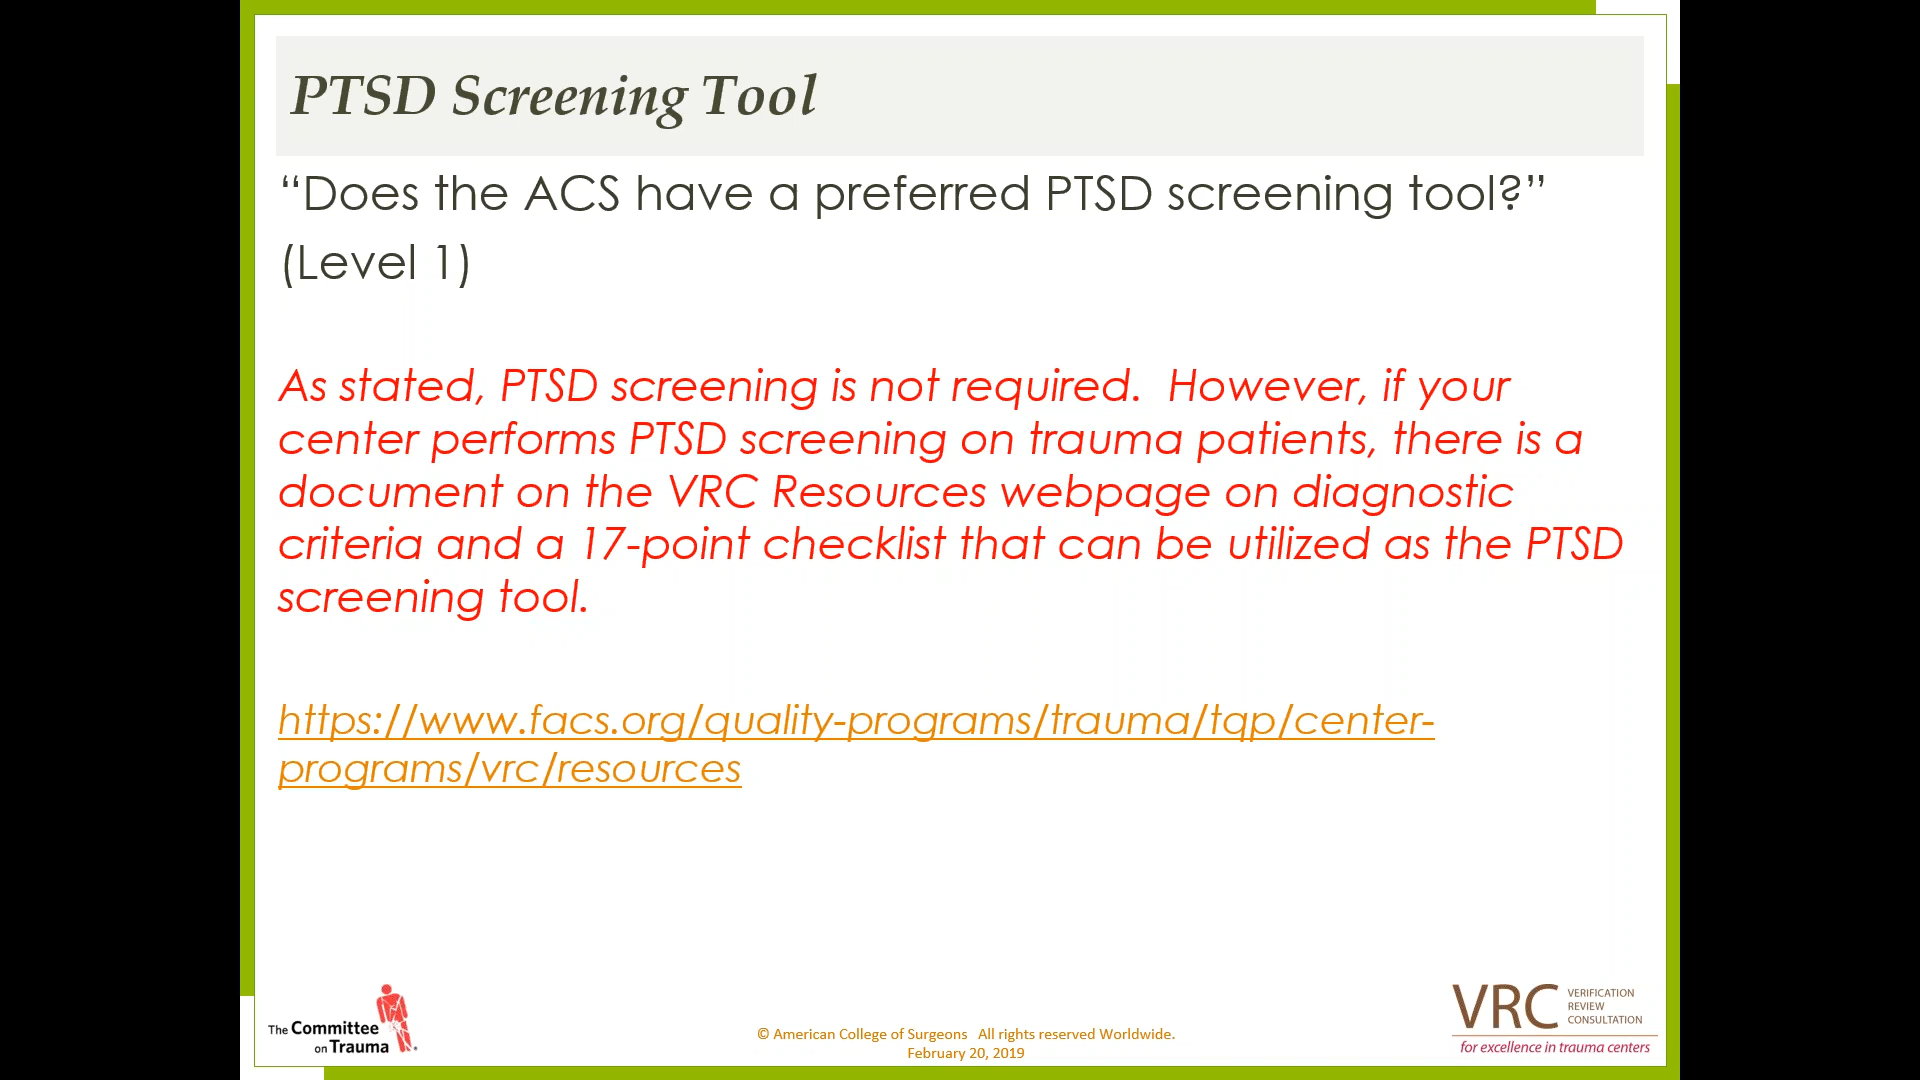 PTSD Screening Tool
“Does the ACS have a preferred PTSD screening tool?”
(Level 1)
As stated, PTSD screening is not required.  However, if your
center performs PTSD screening on trauma patients, there is a
document on the VRC Resources webpage on diagnostic
criteria and a 17-point checklist that can be utilized as the PTSD
screening tool.
https://www.facs.org/quality-programs/trauma/tqp/center-
programs/vrc/resources
The Committee
on Trauma
© American College of Surgeons   All rights reserved Worldwide.
February 20, 2019
VRC
VERIFICATION
REVIEW
CONSULTATION
for excellence in trauma centers